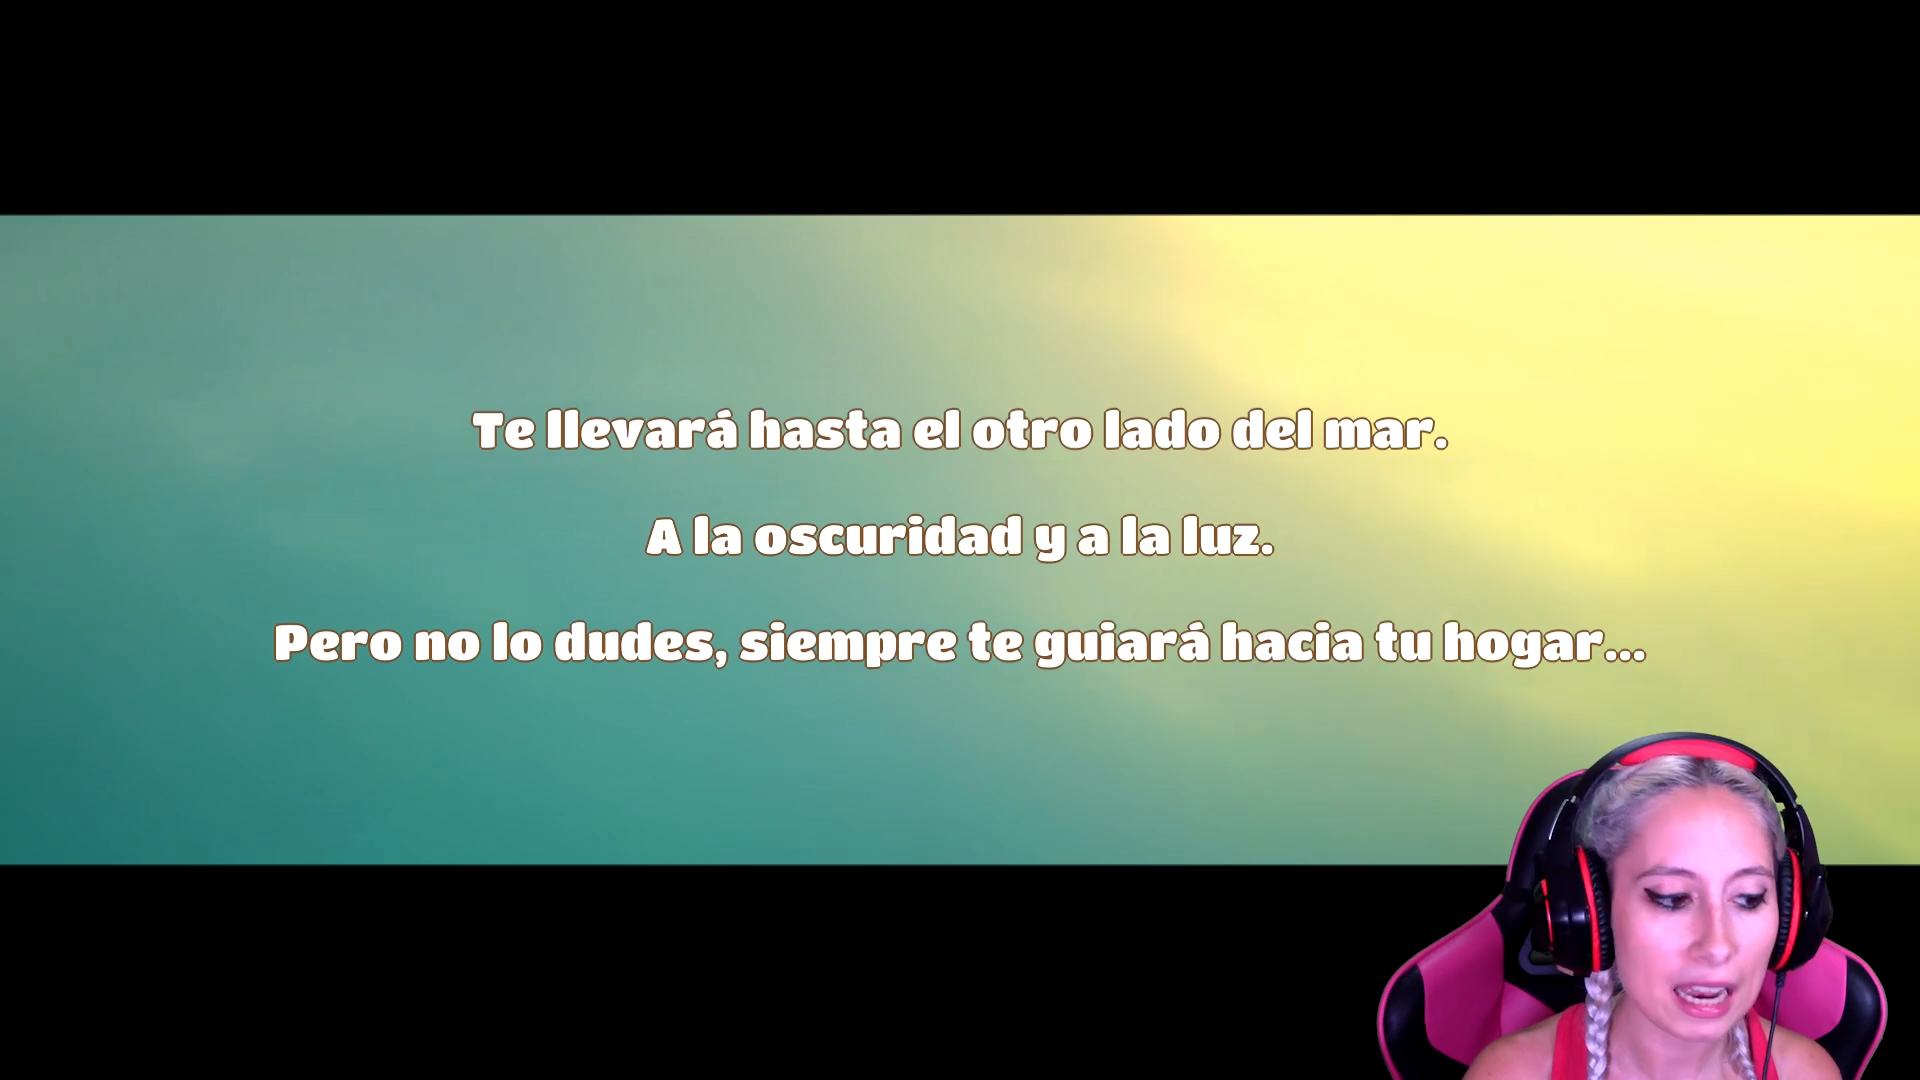 Te llevará hasta el otro lado del mar.
A la oscuridad y a la luz.
Pero no lo dudes, siempre te guiará hacia tu hogar...